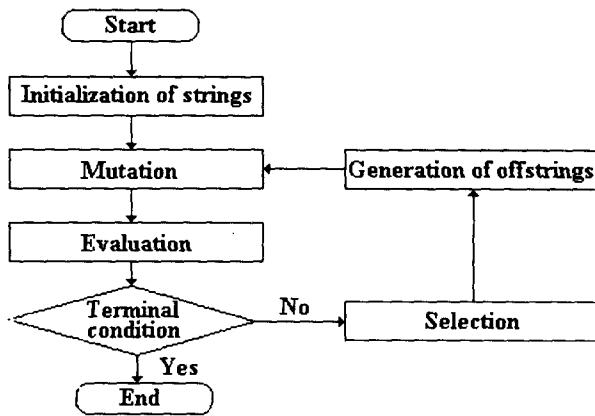 Start
Initialization of strings
Mutation
Generation of offstrings
Evaluation
Terminal
condition
No
Selection
Yes
End